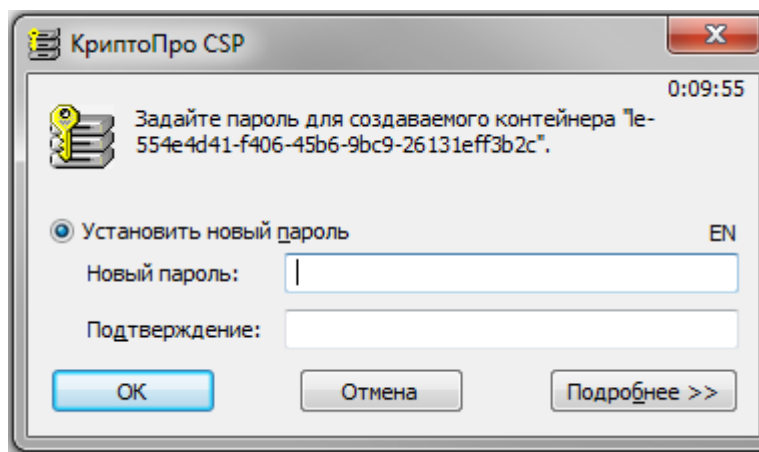 КриптоПро CSP
0:09:55
Задайте пароль для создаваемого контейнера "le-
554e4d41-f406-45b6-9bc9-26131eff3b2c".
Установить новый пароль EN
Новый пароль:
Подтверждение:
ОК Отмена Подробнее >>